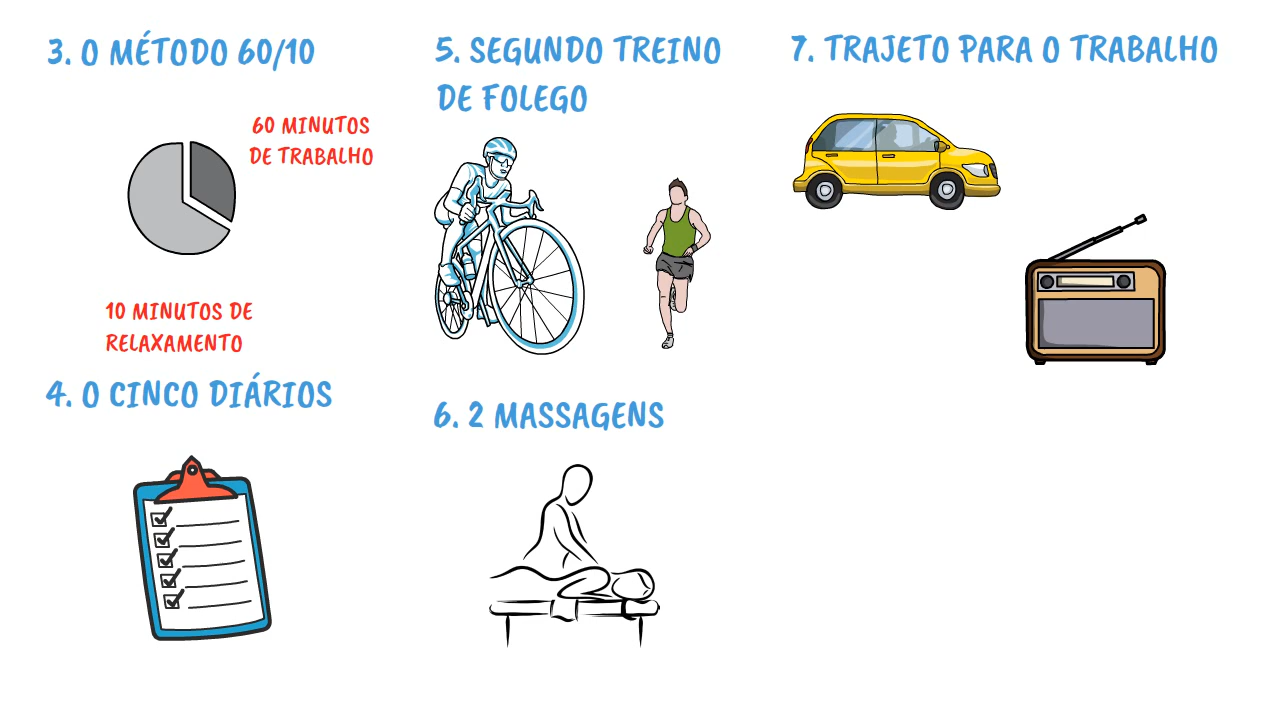 3. O MÉTODO 60/10
60 MINUTOS
DE TRABALHO
10 MINUTOS DE
RELAXAMENTO
4. O CINCO DIÁRIOS
5. SEGUNDO TREINO
DE FOLEGO
6. 2 MASSAGENS
7. TRAJETO PARA O TRABALHO